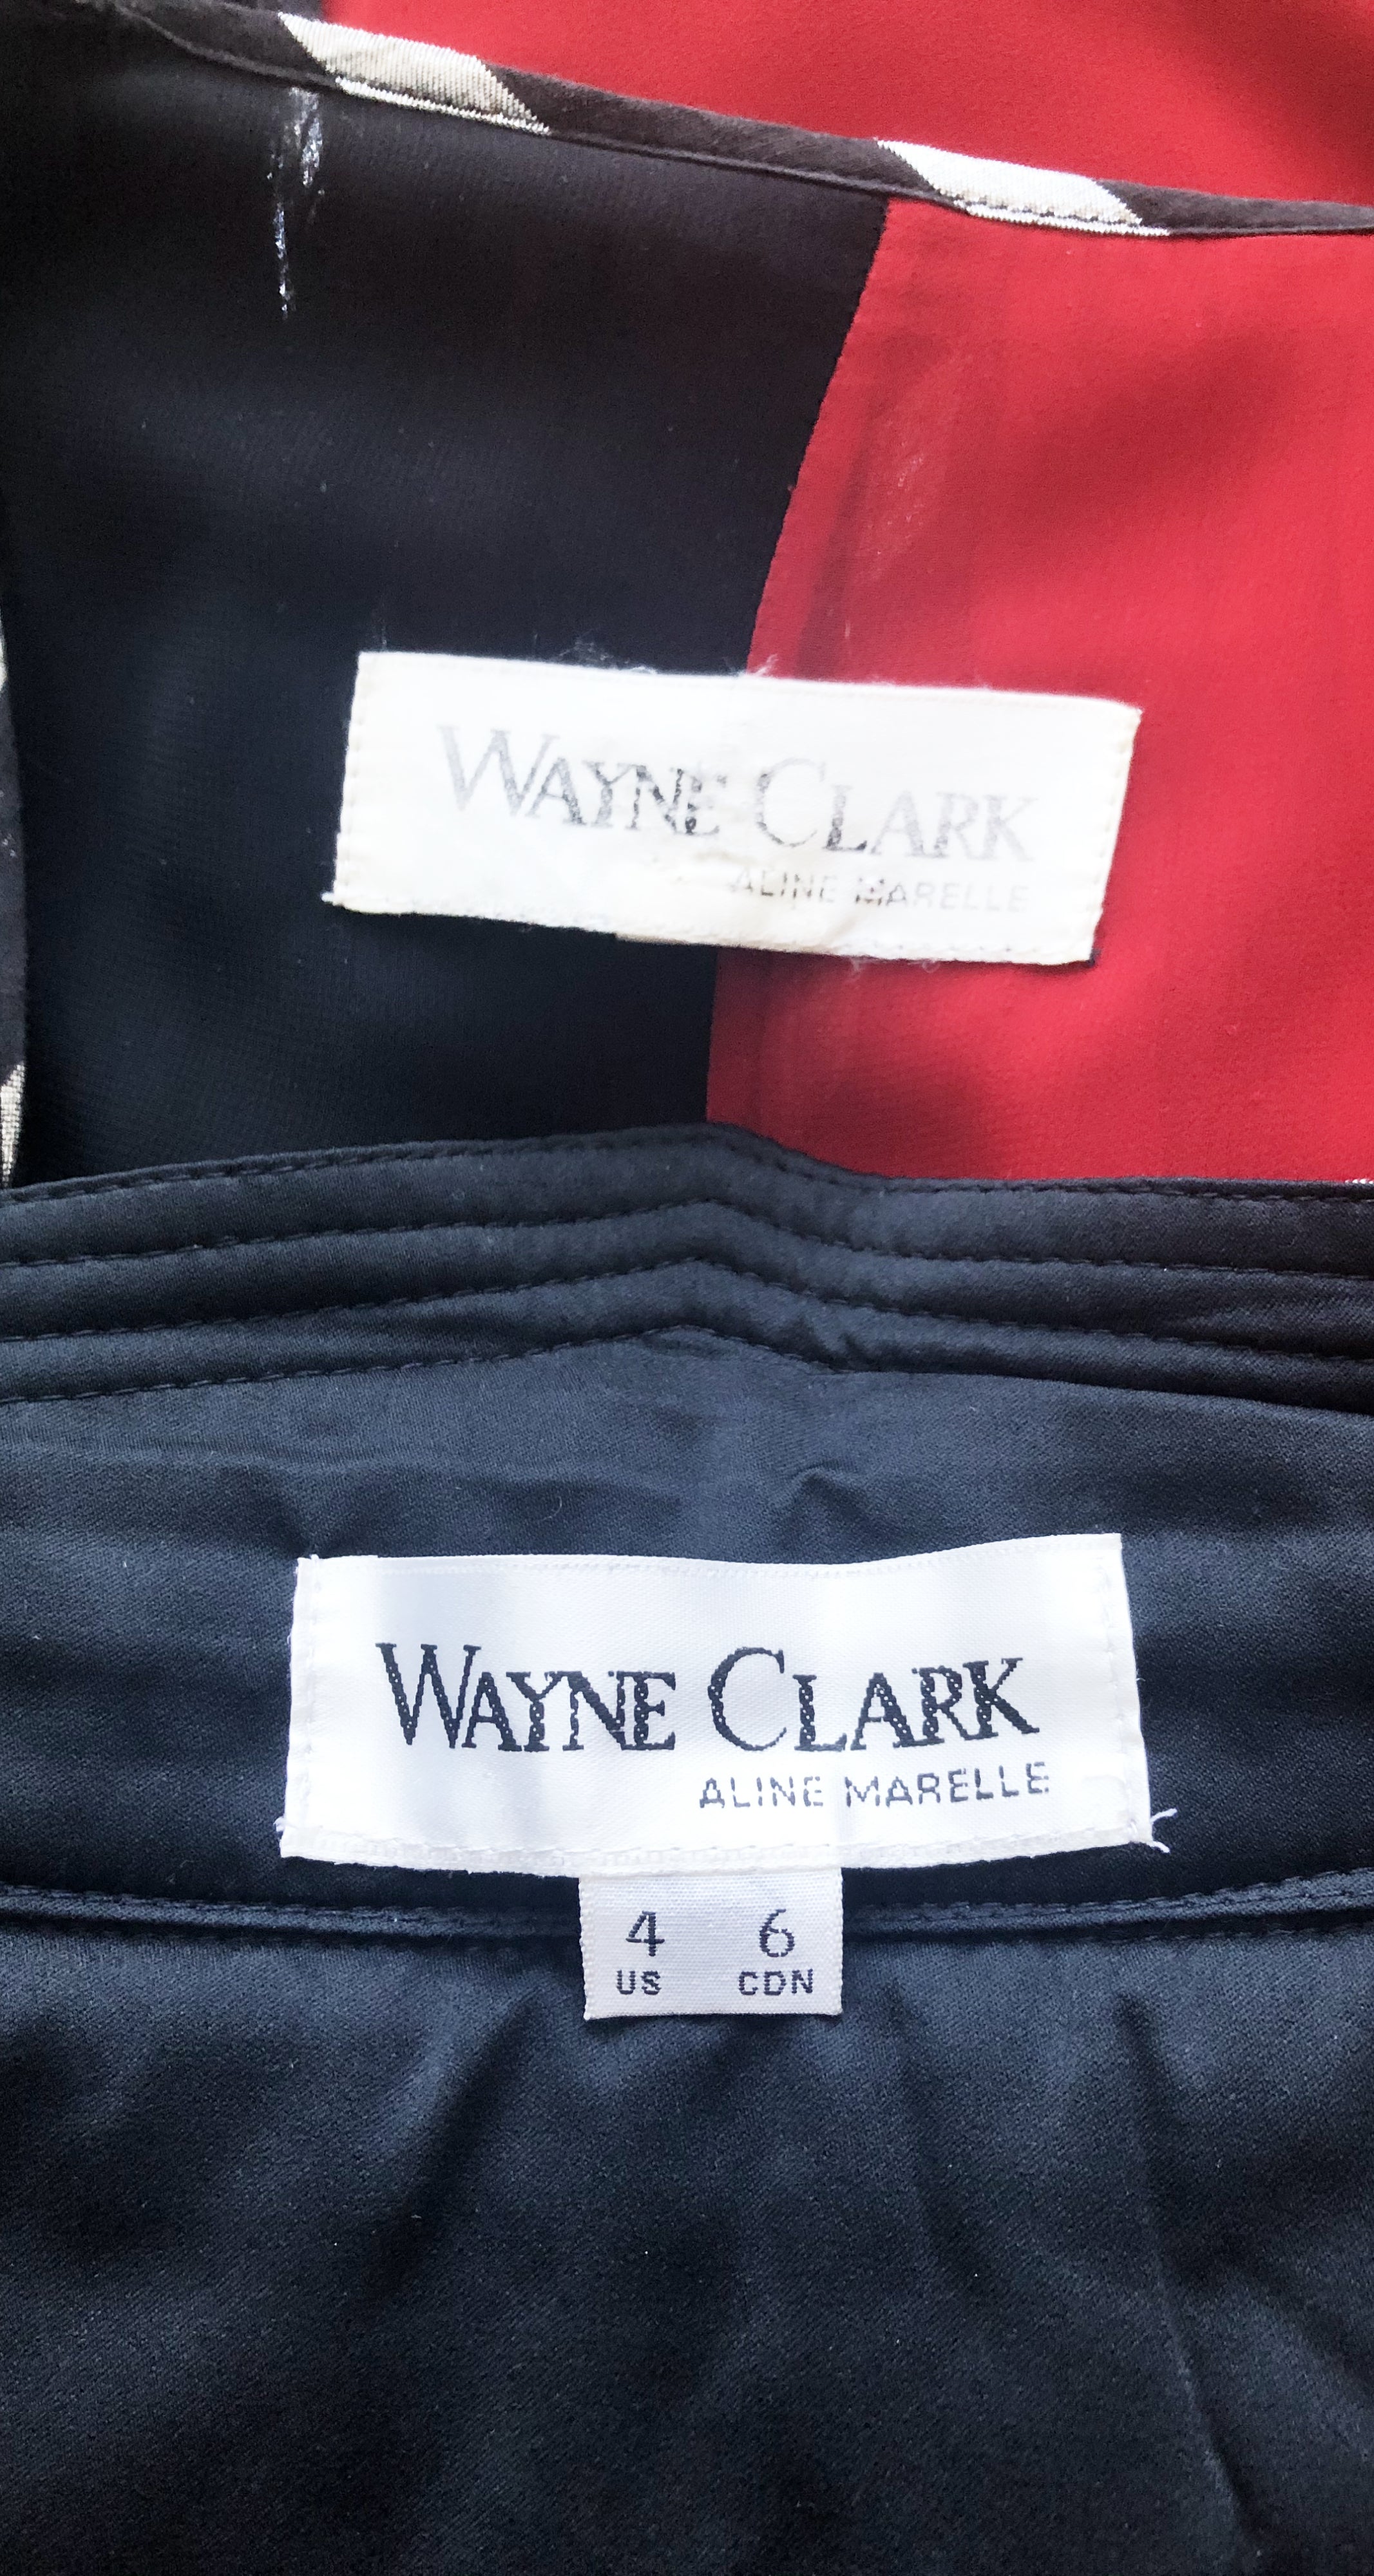 WAYNE CLARK
ALINE MARELLE
WAYNE CLARK
ALINE MARELLE
4 6
US CDN